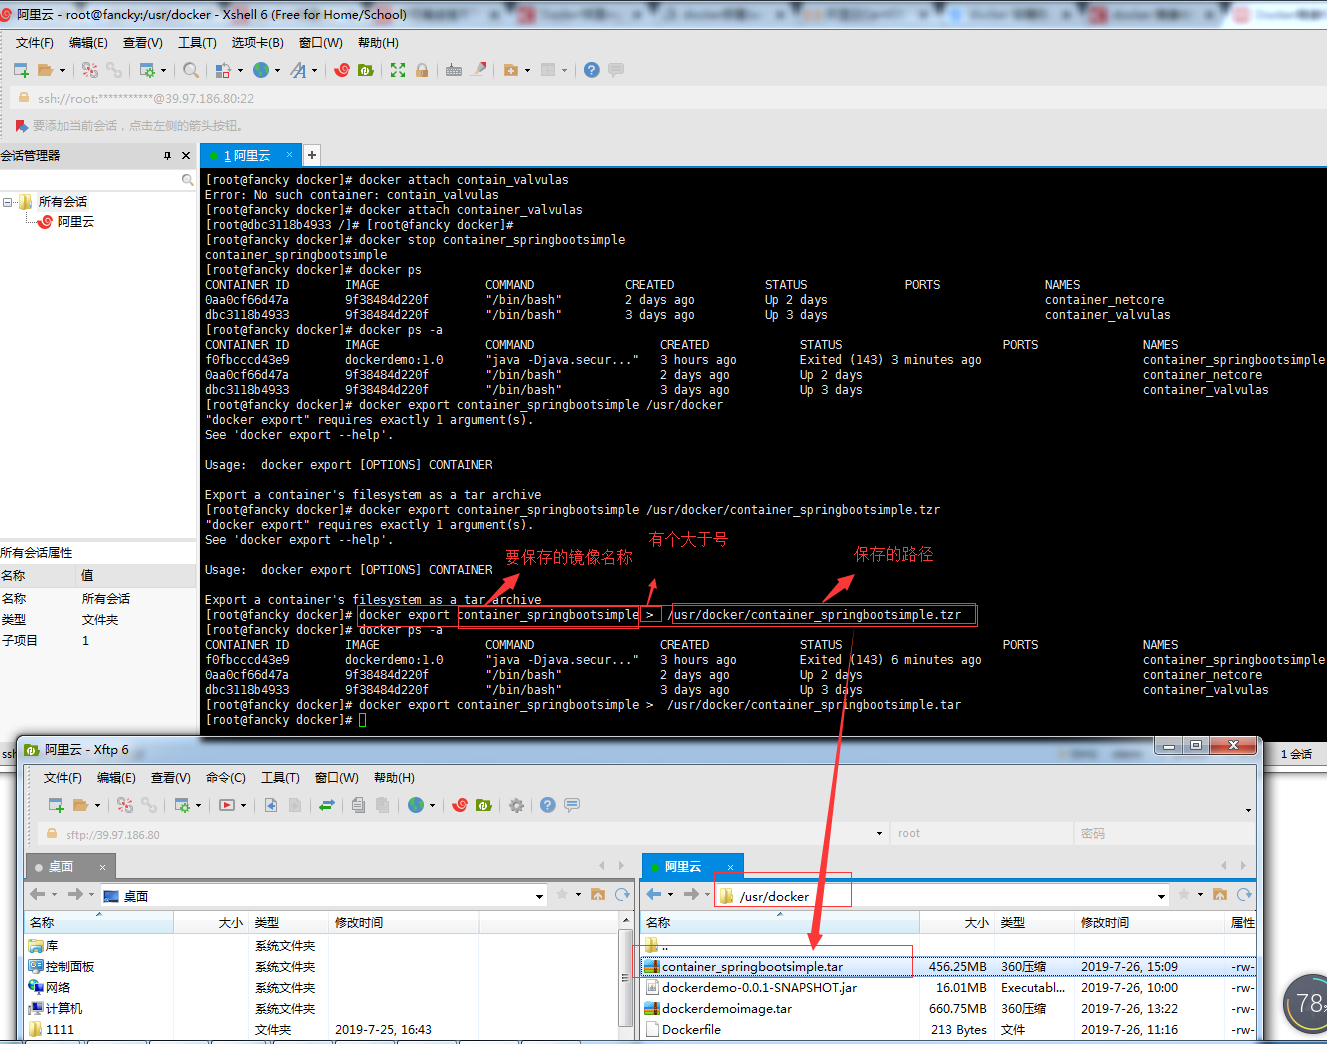 阿里云 - root@fancky:/usr/docker - Xshell 6 (Free for Home/School)
文件(F) 编辑(E) 查看(V) 工具(T) 选项卡(B) 窗口(W) 帮助(H)
ssh://root:***********@39.97.186.80:22
要添加当前会话，点击左侧的箭头按钮。
会话管理器
1 阿里云
所有会话
阿里云
[root@fancky docker]# docker attach contain_valvulas
Error: No such container: contain_valvulas
[root@fancky docker]# docker attach container_valvulas
[root@dbc3118b4933 /]# [root@fancky docker]#
[root@fancky docker]# docker stop container_springbootsimple
container_springbootsimple
[root@fancky docker]# docker ps
CONTAINER ID IMAGE COMMAND CREATED STATUS PORTS NAMES
0aa0cf66d47a 9f38484d220f "/bin/bash" 2 days ago Up 2 days container_netcore
dbc3118b4933 9f38484d220f "/bin/bash" 3 days ago Up 3 days container_valvulas
[root@fancky docker]# docker ps -a
CONTAINER ID IMAGE COMMAND CREATED STATUS PORTS NAMES
f0fbcccd43e9 dockerdemo:1.0 "java -Djava.secur..." 3 hours ago Exited (143) 3 minutes ago container_springbootsimple
0aa0cf66d47a 9f38484d220f "/bin/bash" 2 days ago Up 2 days container_netcore
dbc3118b4933 9f38484d220f "/bin/bash" 3 days ago Up 3 days container_valvulas
[root@fancky docker]# docker export container_springbootsimple /usr/docker
"docker export" requires exactly 1 argument(s).
See 'docker export --help'.
Usage:  docker export [OPTIONS] CONTAINER
Export a container's filesystem as a tar archive
[root@fancky docker]# docker export container_springbootsimple /usr/docker/container_springbootsimple.tzr
"docker export" requires exactly 1 argument(s).
See 'docker export --help'.
有个大于号
要保存的镜像名称
保存的路径
Usage:  docker export [OPTIONS] CONTAINER
Export a container's filesystem as a tar archive
[root@fancky docker]# docker export container_springbootsimple >  /usr/docker/container_springbootsimple.tzr
[root@fancky docker]# docker ps -a
CONTAINER ID IMAGE COMMAND CREATED STATUS PORTS NAMES
f0fbcccd43e9 dockerdemo:1.0 "java -Djava.secur..." 3 hours ago Exited (143) 6 minutes ago container_springbootsimple
0aa0cf66d47a 9f38484d220f "/bin/bash" 2 days ago Up 2 days container_netcore
dbc3118b4933 9f38484d220f "/bin/bash" 3 days ago Up 3 days container_valvulas
[root@fancky docker]# docker export container_springbootsimple >  /usr/docker/container_springbootsimple.tar
[root@fancky docker]#
所有会话属性
名称 值
名称 所有会话
类型 文件夹
子项目 1
ssh
1 会话
阿里云 - Xftp 6
文件(F) 编辑(E) 查看(V) 命令(C) 工具(T) 窗口(W) 帮助(H)
sftp://39.97.186.80 root 密码
桌面
桌面
名称 大小 类型 修改时间
库 系统文件夹
控制面板 系统文件夹
网络 系统文件夹
计算机 系统文件夹
1111 文件夹 2019-7-25, 16:43
阿里云
/usr/docker
名称 大小 类型 修改时间 属性
..
container_springbootsimple.tar 456.25MB 360压缩 2019-7-26, 15:09 -rw-
dockerdemo-0.0.1-SNAPSHOT.jar 16.01MB Executabl... 2019-7-26, 10:00 -rw-
dockerdemoimage.tar 660.75MB 360压缩 2019-7-26, 13:22 -rw-
Dockerfile 213 Bytes 文件 2019-7-26, 11:16 -rw-
78%